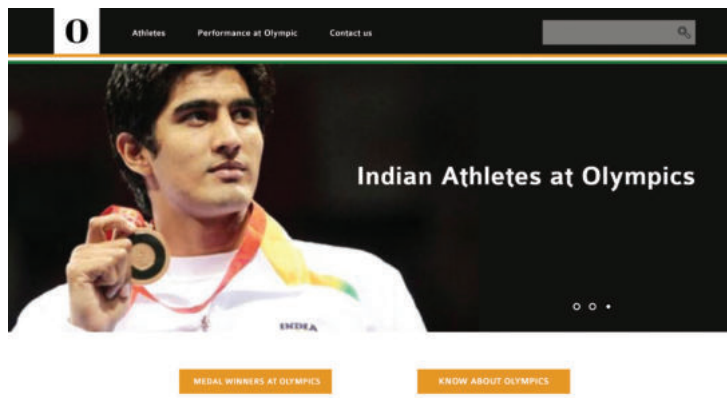 O
Athletes Performance at Olympic Contact us
Indian Athletes at Olympics
INDIA
MEDAL WINNERS AT OLYMPICS KNOW ABOUT OLYMPICS